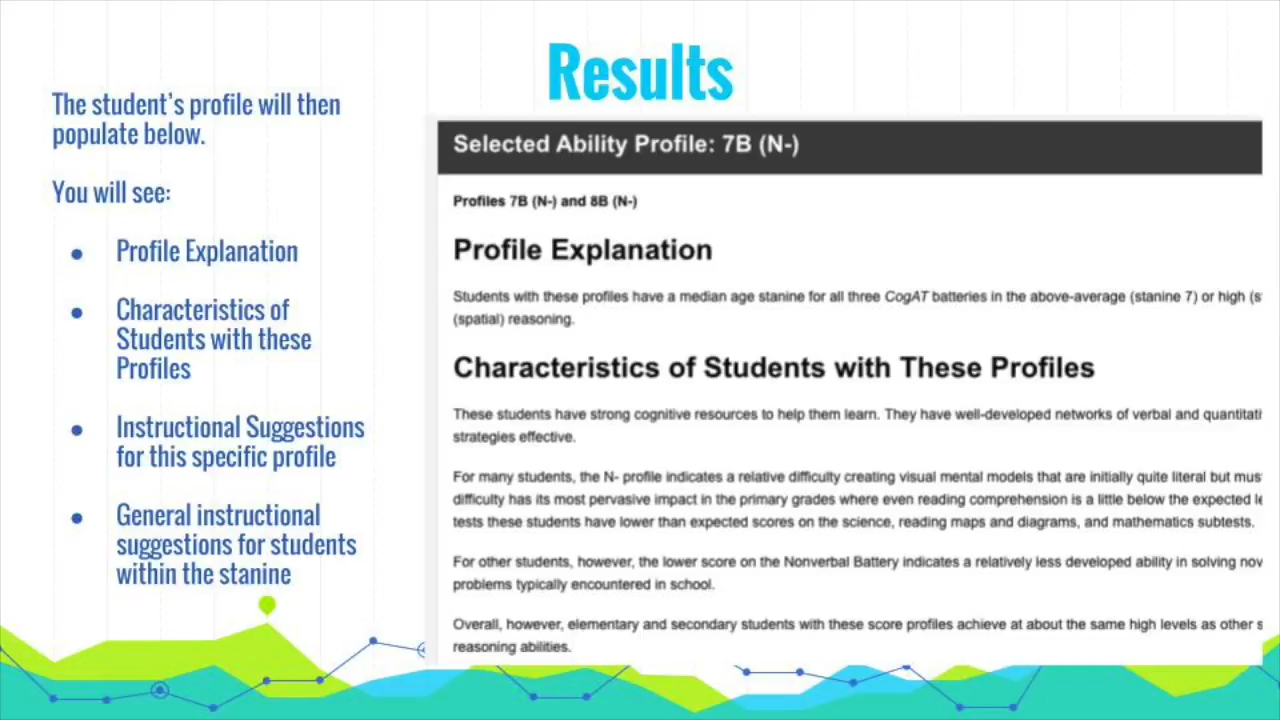 Results
The student's profile will then
populate below.
You will see:
● Profile Explanation
● Characteristics of
Students with these
Profiles
● Instructional Suggestions
for this specific profile
● General instructional
suggestions for students
within the stanine
Selected Ability Profile: 7B (N-)
Profiles 7B (N-) and 8B (N-)
Profile Explanation
Students with these profiles have a median age stanine for all three CogAT batteries in the above-average (stanine 7) or high
(spatial) reasoning.
Characteristics of Students with These Profiles
These students have strong cognitive resources to help them learn. They have well-developed networks of verbal and
strategies effective.
For many students, the N- profile indicates a relative difficulty creating visual mental models that are initially quite literal but
difficulty has its most pervasive impact in the primary grades where even reading comprehension is a little below the expected
tests these students have lower than expected scores on the science, reading maps and diagrams, and mathematics subtests.
For other students, however, the lower score on the Nonverbal Battery indicates a relatively less developed ability in solving
problems typically encountered in school.
Overall, however, elementary and secondary students with these score profiles achieve at about the same high levels as other
reasoning abilities.